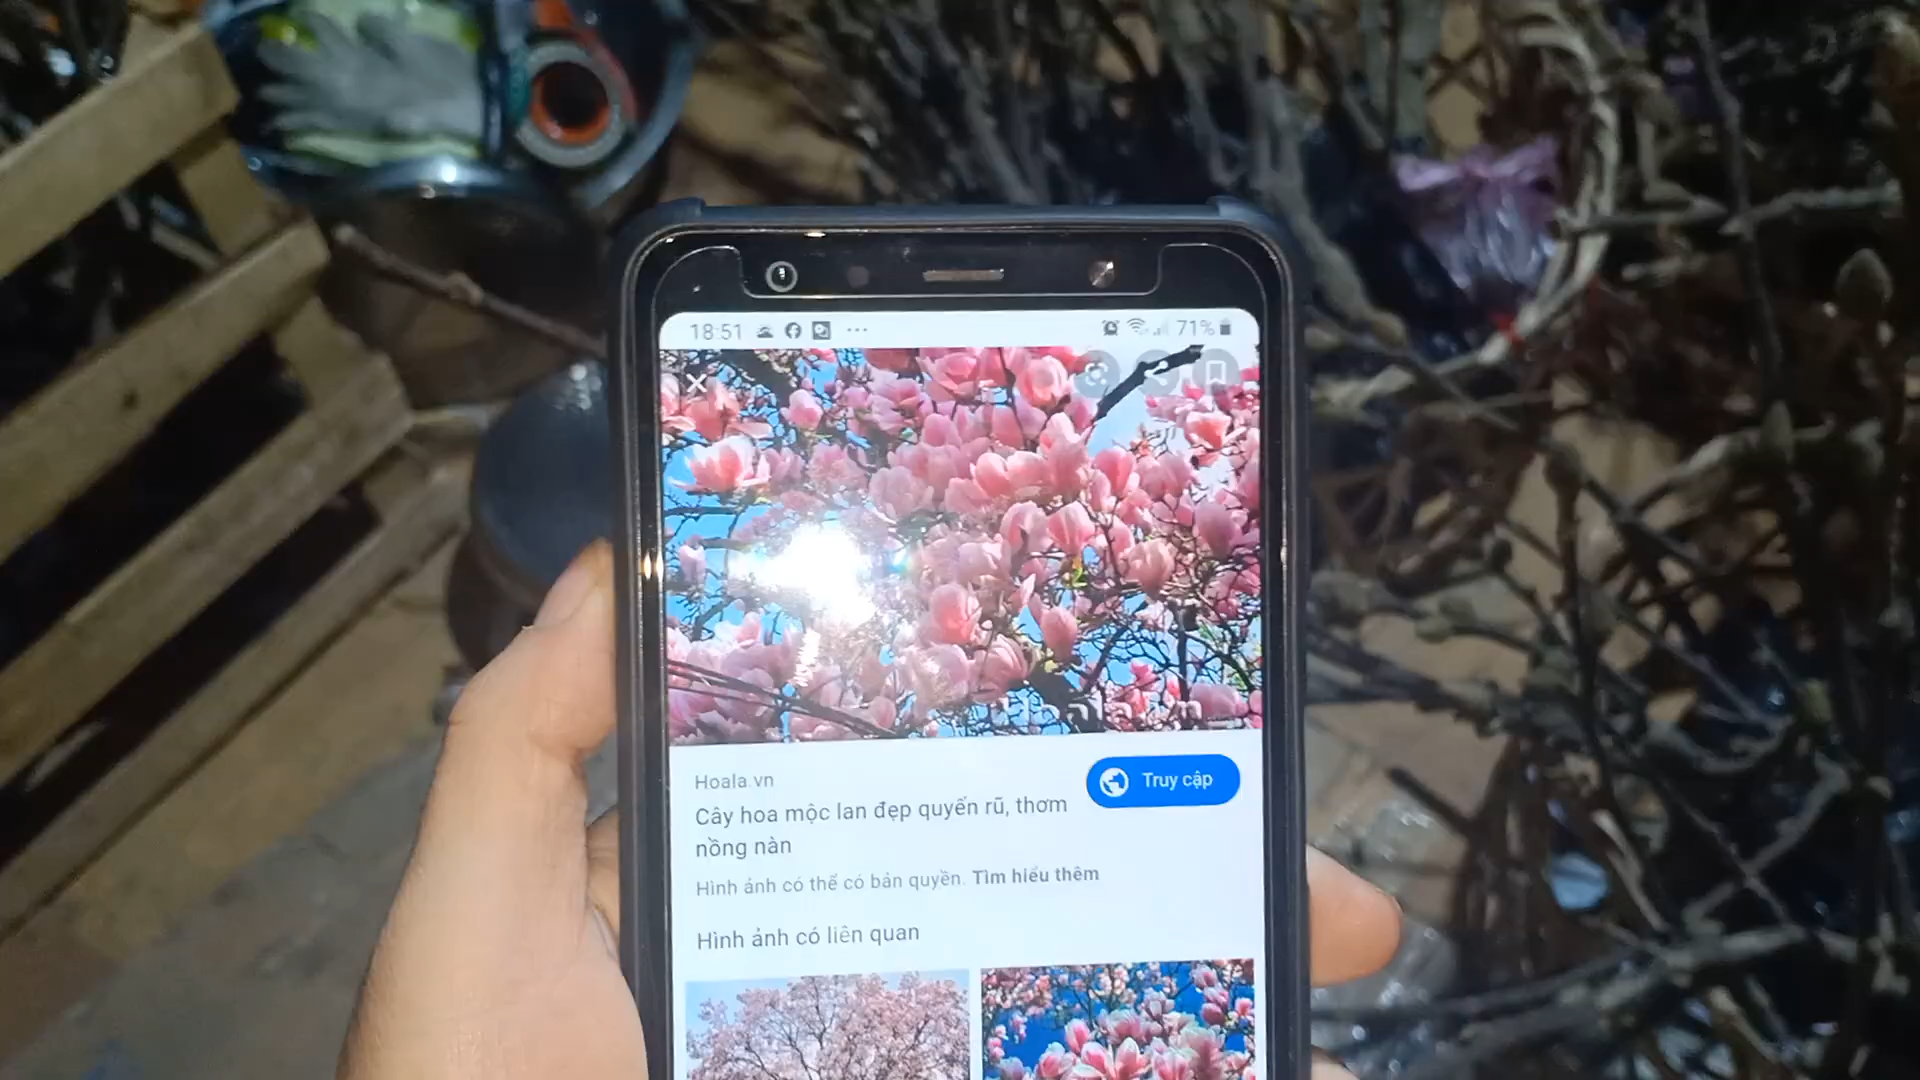 18:51
71%
Hoala.vn
Truy cập
Cây hoa mộc lan đẹp quyến rũ, thơm
nồng nàn
Hình ảnh có thể có bản quyền. Tìm hiểu thêm
Hình ảnh có liên quan